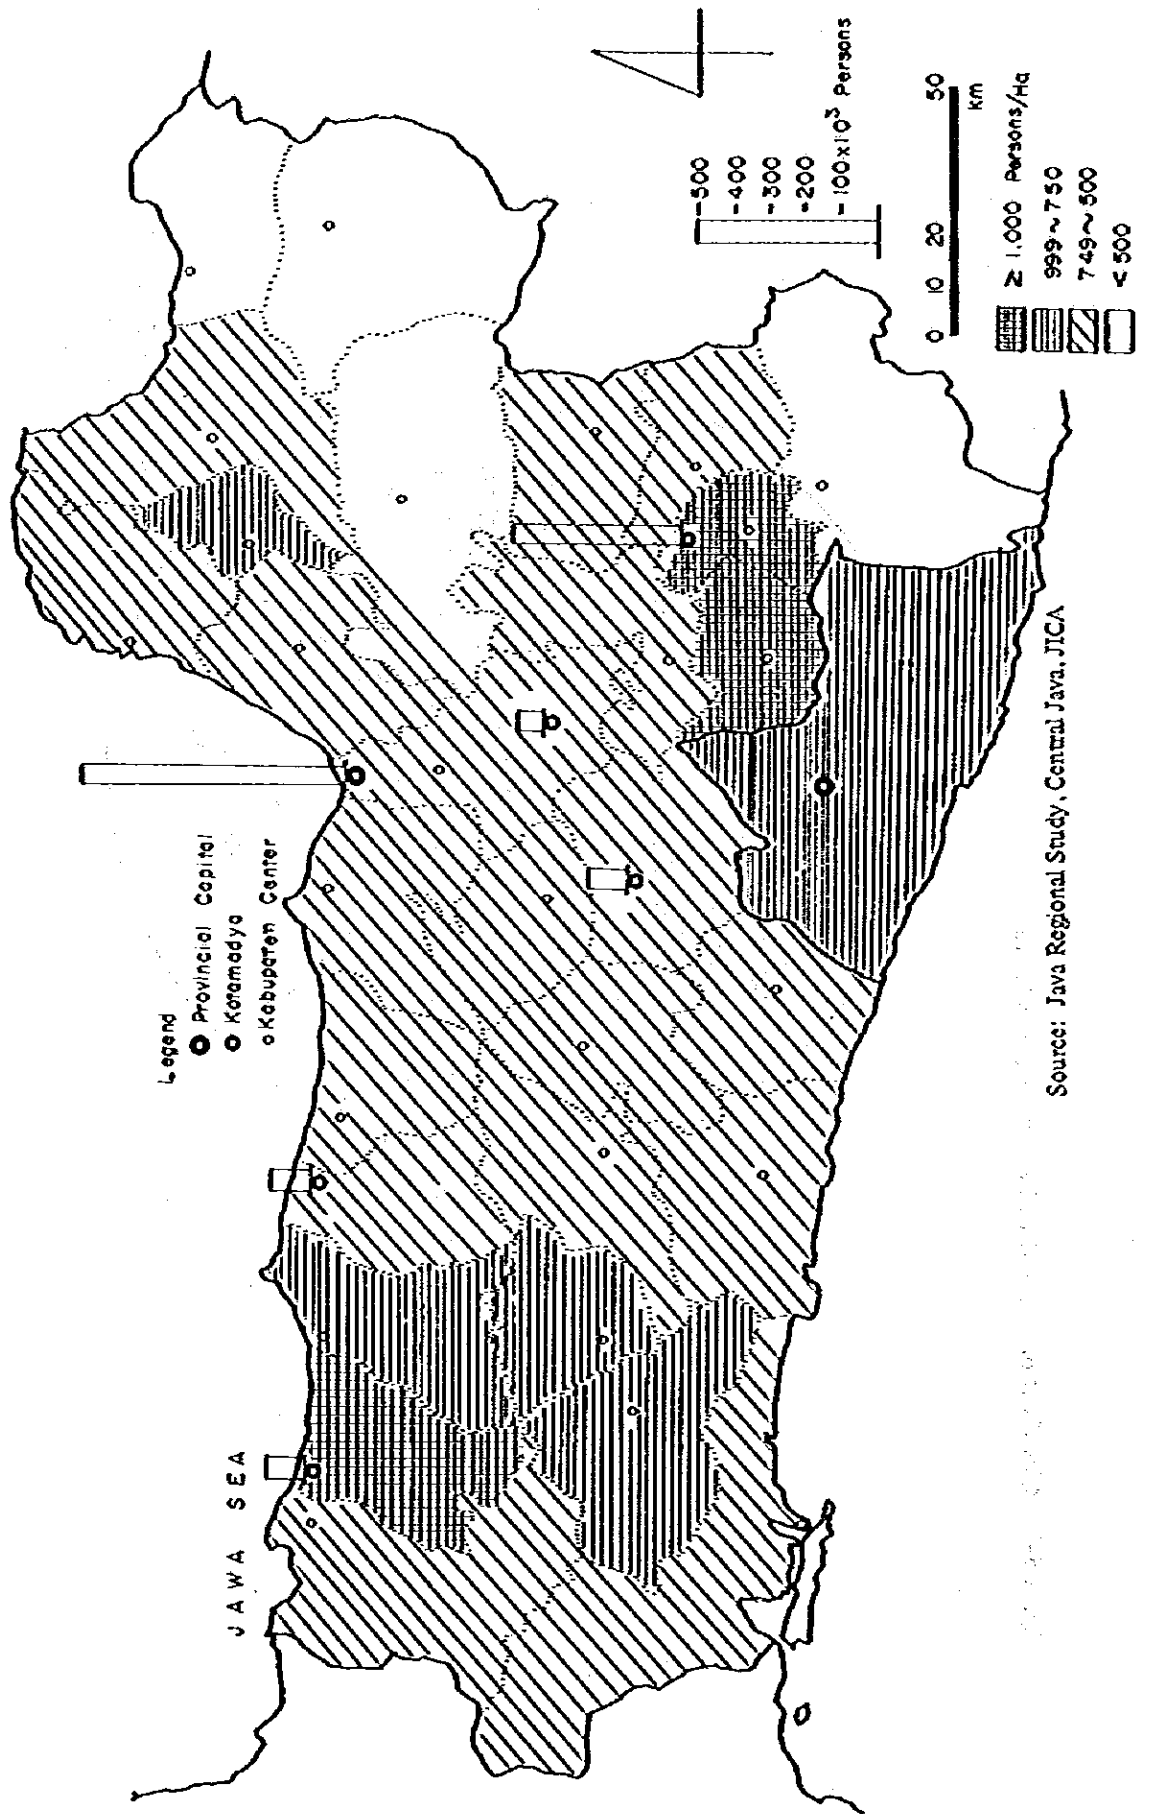 JAWA SEA
Legend
Provincial Capital
Kotamadya
Kabupaten Center
500
400
300
200
100x10³ Persons
0 10 20 50
km
≥ 1,000 Persons/Ha
999~750
749~500
< 500
Source: Java Regional Study, Central Java, JICA